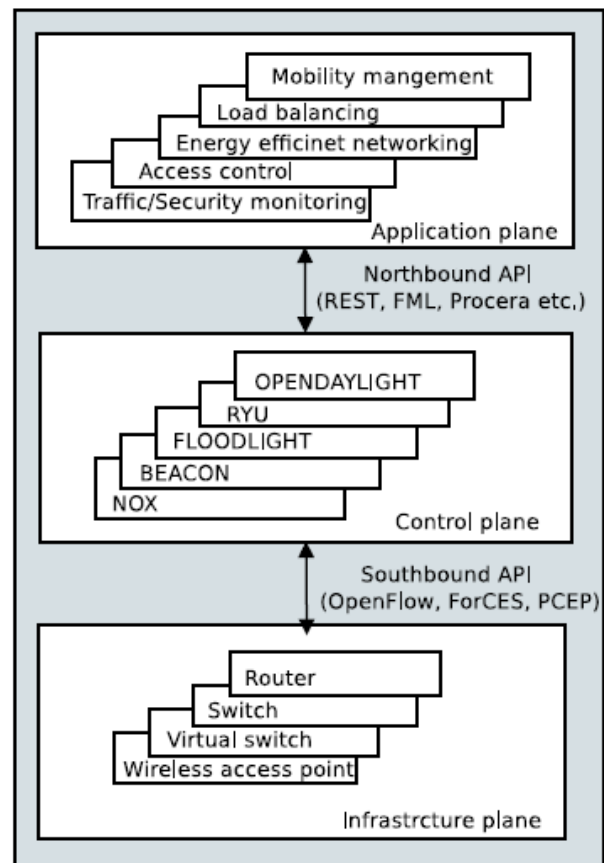 Mobility mangement
Load balancing
Energy efficinet networking
Access control
Traffic/Security monitoring
Application plane
Northbound API
(REST, FML, Procera etc.)
OPENDAYLIGHT
RYU
FLOODLIGHT
BEACON
NOX
Control plane
Southbound API
(OpenFlow, ForCES, PCEP)
Router
Switch
Virtual switch
Wireless access point
Infrastrcture plane